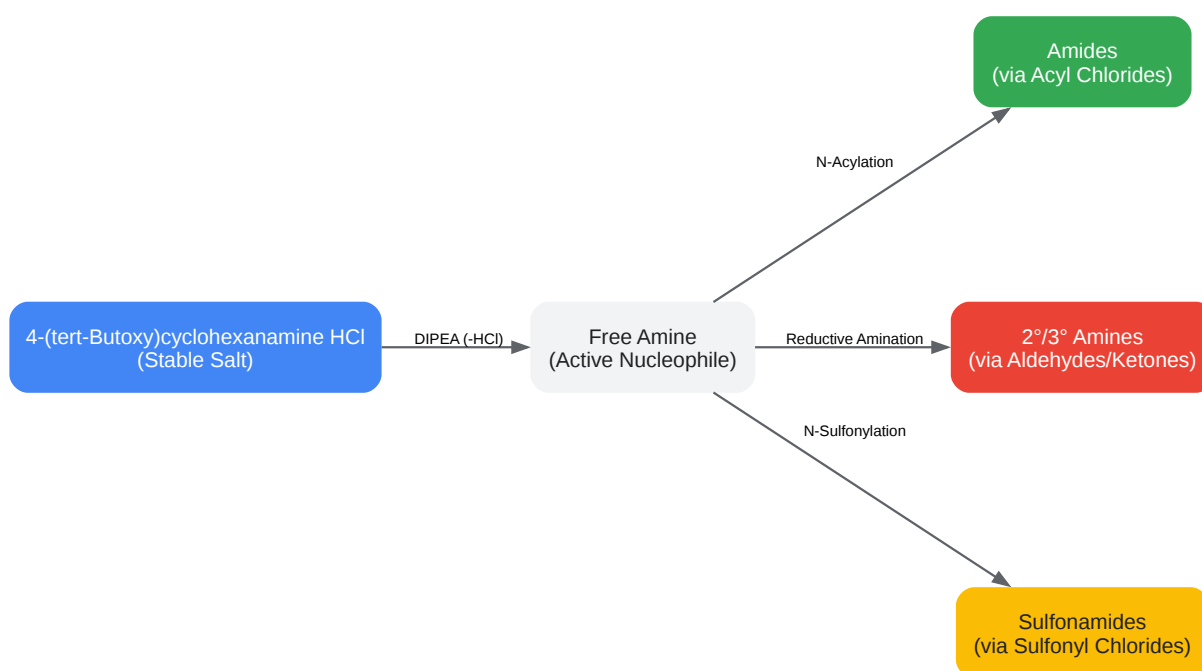 Amides
(via Acyl Chlorides)
N-Acylation
4-(tert-Butoxy)cyclohexanamine HCl
(Stable Salt)
DIPEA (-HCl)
Free Amine
(Active Nucleophile)
Reductive Amination
2°/3° Amines
(via Aldehydes/Ketones)
N-Sulfonylation
Sulfonamides
(via Sulfonyl Chlorides)